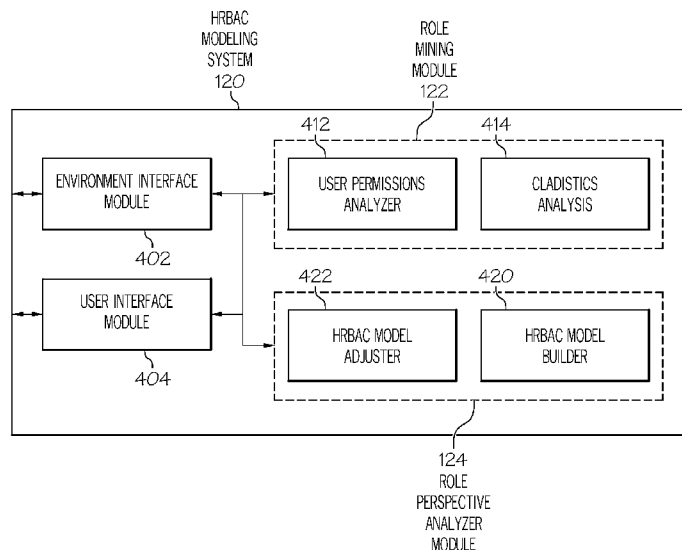 HRBAC
MODELING
SYSTEM
120
ROLE
MINING
MODULE
122
ENVIRONMENT INTERFACE
MODULE
402
USER INTERFACE
MODULE
404
412
USER PERMISSIONS
ANALYZER
414
CLADISTICS
ANALYSIS
422
HRBAC MODEL
ADJUSTER
420
HRBAC MODEL
BUILDER
124
ROLE
PERSPECTIVE
ANALYZER
MODULE